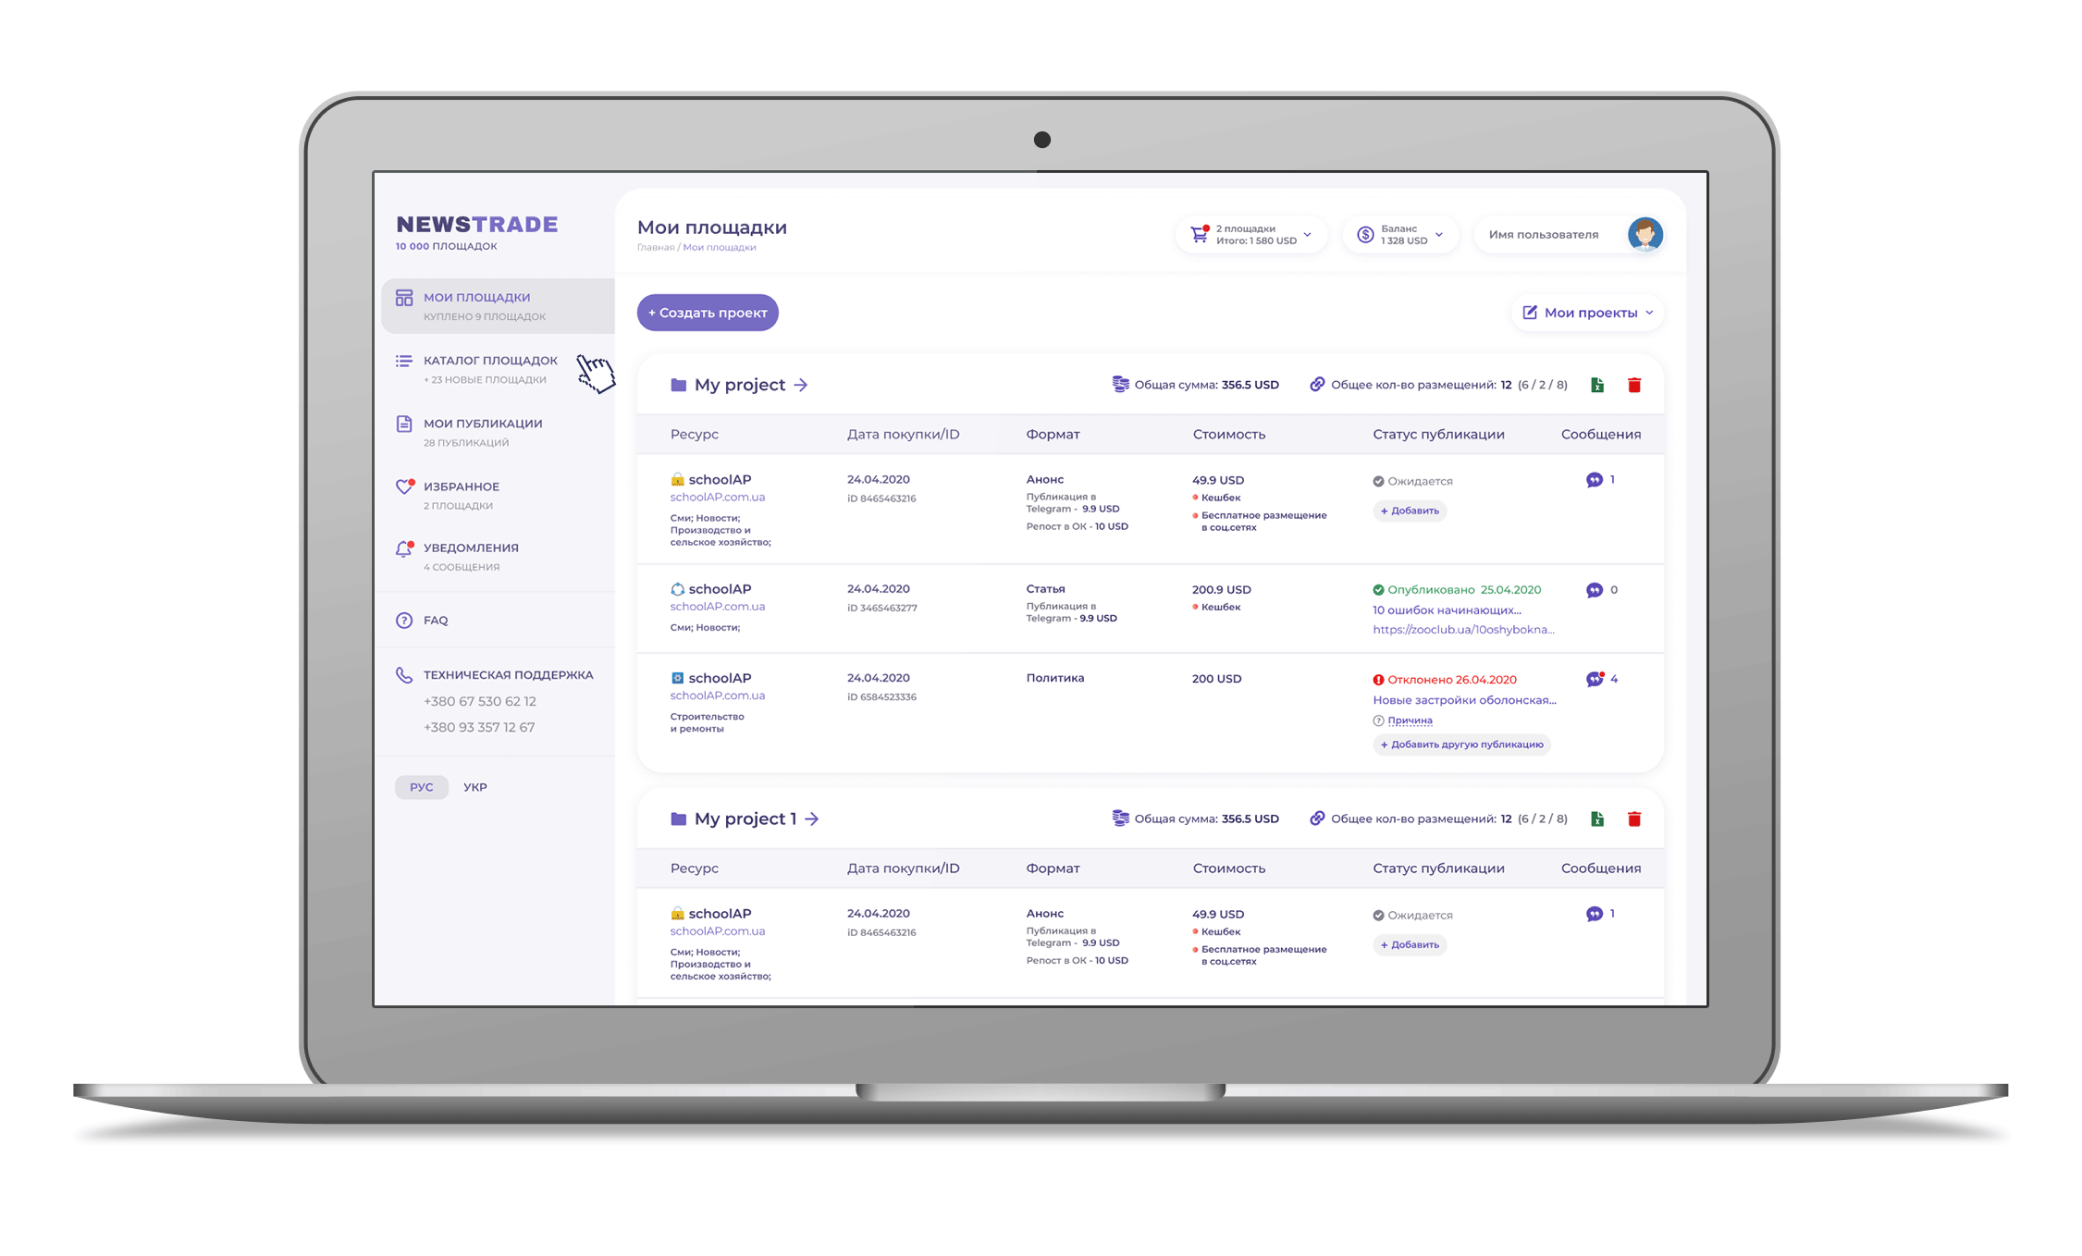 NEWSTRADE
10 000 ПЛОЩАДОК
МОИ ПЛОЩАДКИ
КУПЛЕНО 9 ПЛОЩАДОК
КАТАЛОГ ПЛОЩАДОК
+ 23 НОВЫЕ ПЛОЩАДКИ
МОИ ПУБЛИКАЦИИ
28 ПУБЛИКАЦИЙ
ИЗБРАННОЕ
2 ПЛОЩАДКИ
УВЕДОМЛЕНИЯ
4 СООБЩЕНИЯ
FAQ
ТЕХНИЧЕСКАЯ ПОДДЕРЖКА
+380 67 530 62 12
+380 93 357 12 67
РУС УКР
Мои площадки
Главная / Мои площадки
2 площадки
Итого: 1 580 USD
Баланс
1 328 USD
Имя пользователя
+ Создать проект
Мои проекты
My project
Общая сумма: 356.5 USD
Общее кол-во размещений: 12 (6 / 2 / 8)
Ресурс Дата покупки/ID Формат Стоимость Статус публикации Сообщения
schoolAP
schoolAP.com.ua
Сми; Новости;
Производство и
сельское хозяйство;
24.04.2020
iD 8465463216
Анонс
Публикация в
Telegram - 9.9 USD
Репост в ОК - 10 USD
49.9 USD
Кешбек
Бесплатное размещение
в соц.сетях
Ожидается
+ Добавить
1
schoolAP
schoolAP.com.ua
Сми; Новости;
24.04.2020
iD 3465463277
Статья
Публикация в
Telegram - 9.9 USD
200.9 USD
Кешбек
Опубликовано 25.04.2020
10 ошибок начинающих...
https://zooclub.ua/10oshybokna...
0
schoolAP
schoolAP.com.ua
Строительство
и ремонты
24.04.2020
iD 6584523336
Политика
200 USD
Отклонено 26.04.2020
Новые застройки оболонская...
? Причина
+ Добавить другую публикацию
4
My project 1
Общая сумма: 356.5 USD
Общее кол-во размещений: 12 (6 / 2 / 8)
Ресурс Дата покупки/ID Формат Стоимость Статус публикации Сообщения
schoolAP
schoolAP.com.ua
Сми; Новости;
Производство и
сельское хозяйство;
24.04.2020
iD 8465463216
Анонс
Публикация в
Telegram - 9.9 USD
Репост в ОК - 10 USD
49.9 USD
Кешбек
Бесплатное размещение
в соц.сетях
Ожидается
+ Добавить
1